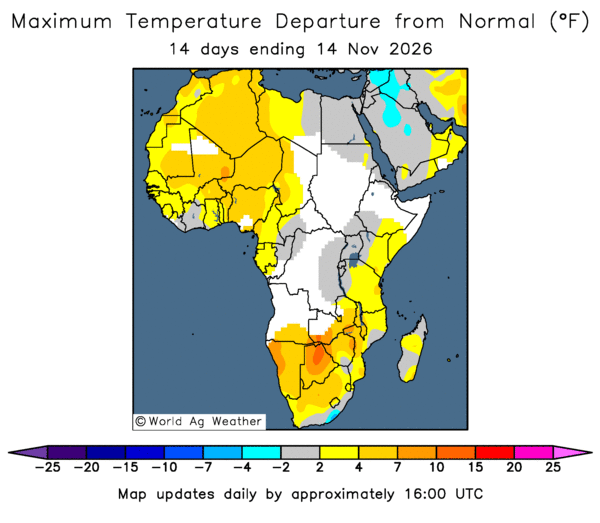 Maximum Temperature Departure from Normal (°F)
14 days ending 14 Nov 2026
© World Ag Weather
-25 -20 -15 -10 -7 -4 -2 2 4 7 10 15 20 25
Map updates daily by approximately 16:00 UTC